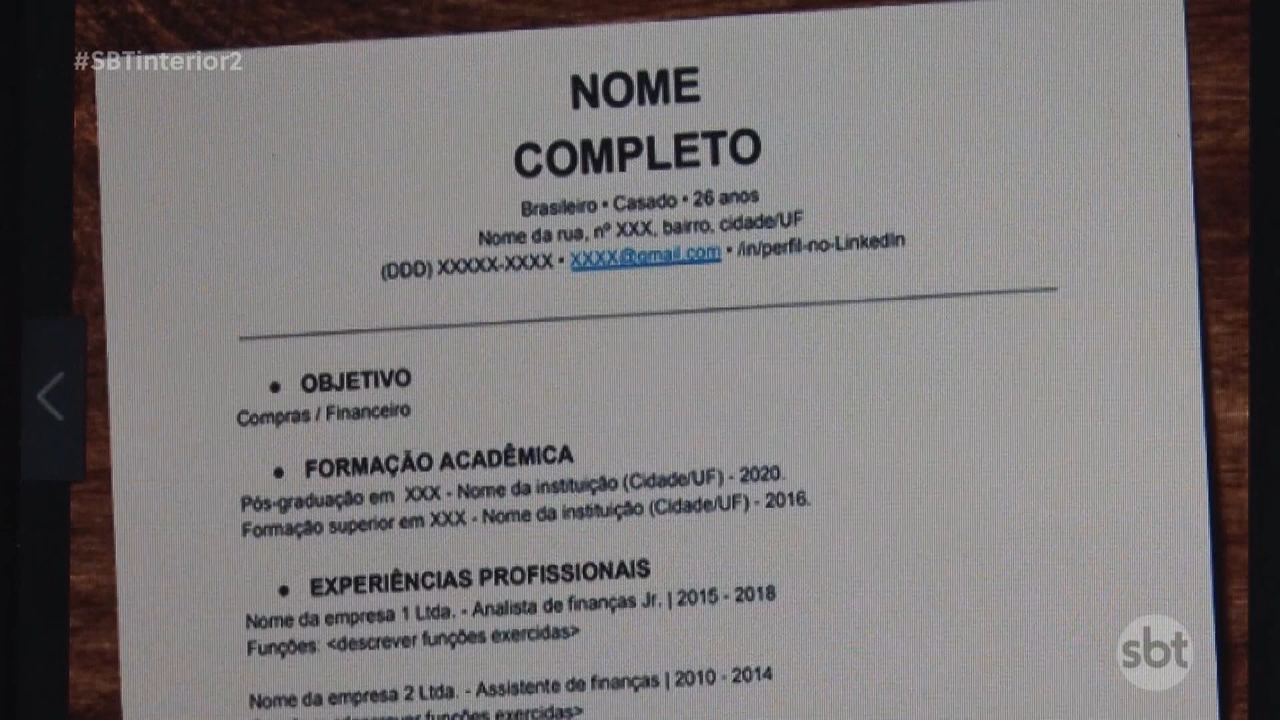 #SBTinterior2
NOME
COMPLETO
Brasileiro • Casado • 26 anos
Nome da rua, nº XXX, bairro, cidade/UF
(DDD) XXXXX-XXXX • XXXX@gmail.com • /in/perfil-no-LinkedIn
• OBJETIVO
Compras / Financeiro
• FORMAÇÃO ACADÊMICA
Pós-graduação em XXX - Nome da instituição (Cidade/UF) - 2020.
Formação superior em XXX - Nome da instituição (Cidade/UF) - 2016.
• EXPERIÊNCIAS PROFISSIONAIS
Nome da empresa 1 Ltda. - Analista de finanças Jr. | 2015 - 2018
Funções: <descrever funções exercidas>
Nome da empresa 2 Ltda. - Assistente de finanças | 2010 - 2014
funções exercidas>
sbt